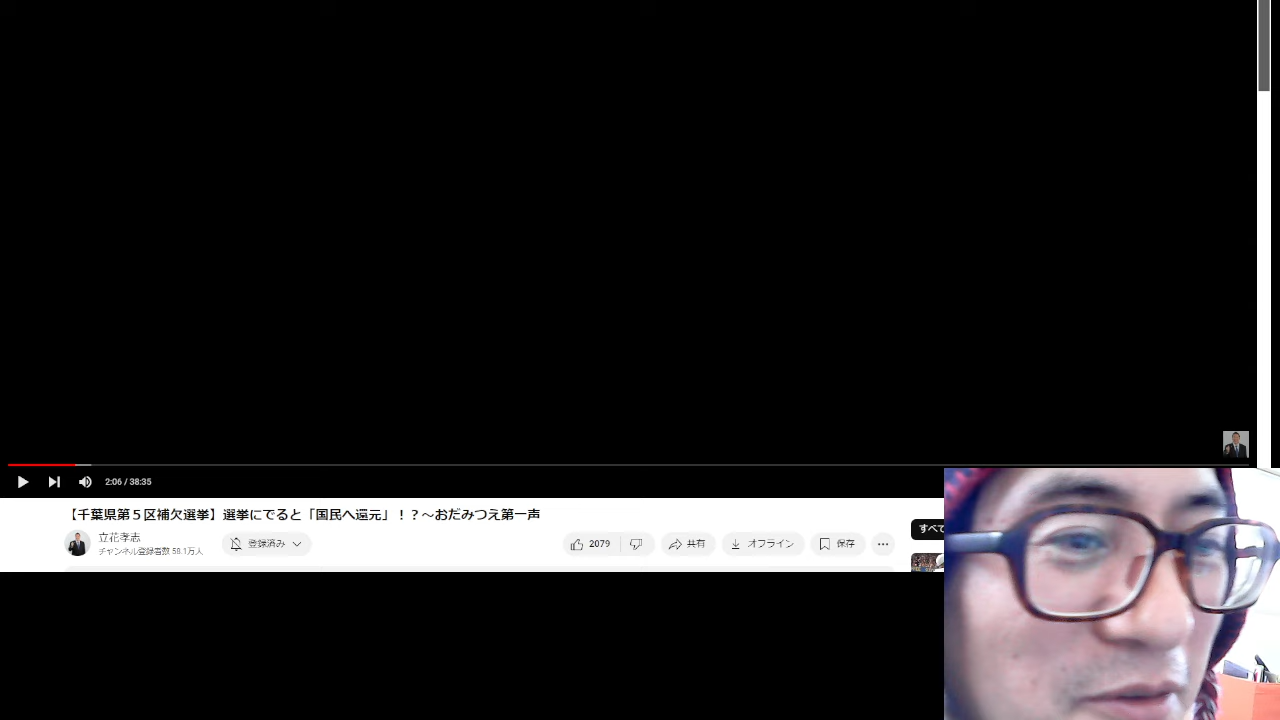 2:06 / 38:35
【千葉県第５区補欠選挙】選挙にでると「国民へ還元」！？～おだみつえ第一声
立花孝志
チャンネル登録者数 58.1万人
登録済み
2079
共有
オフライン
保存
すべて